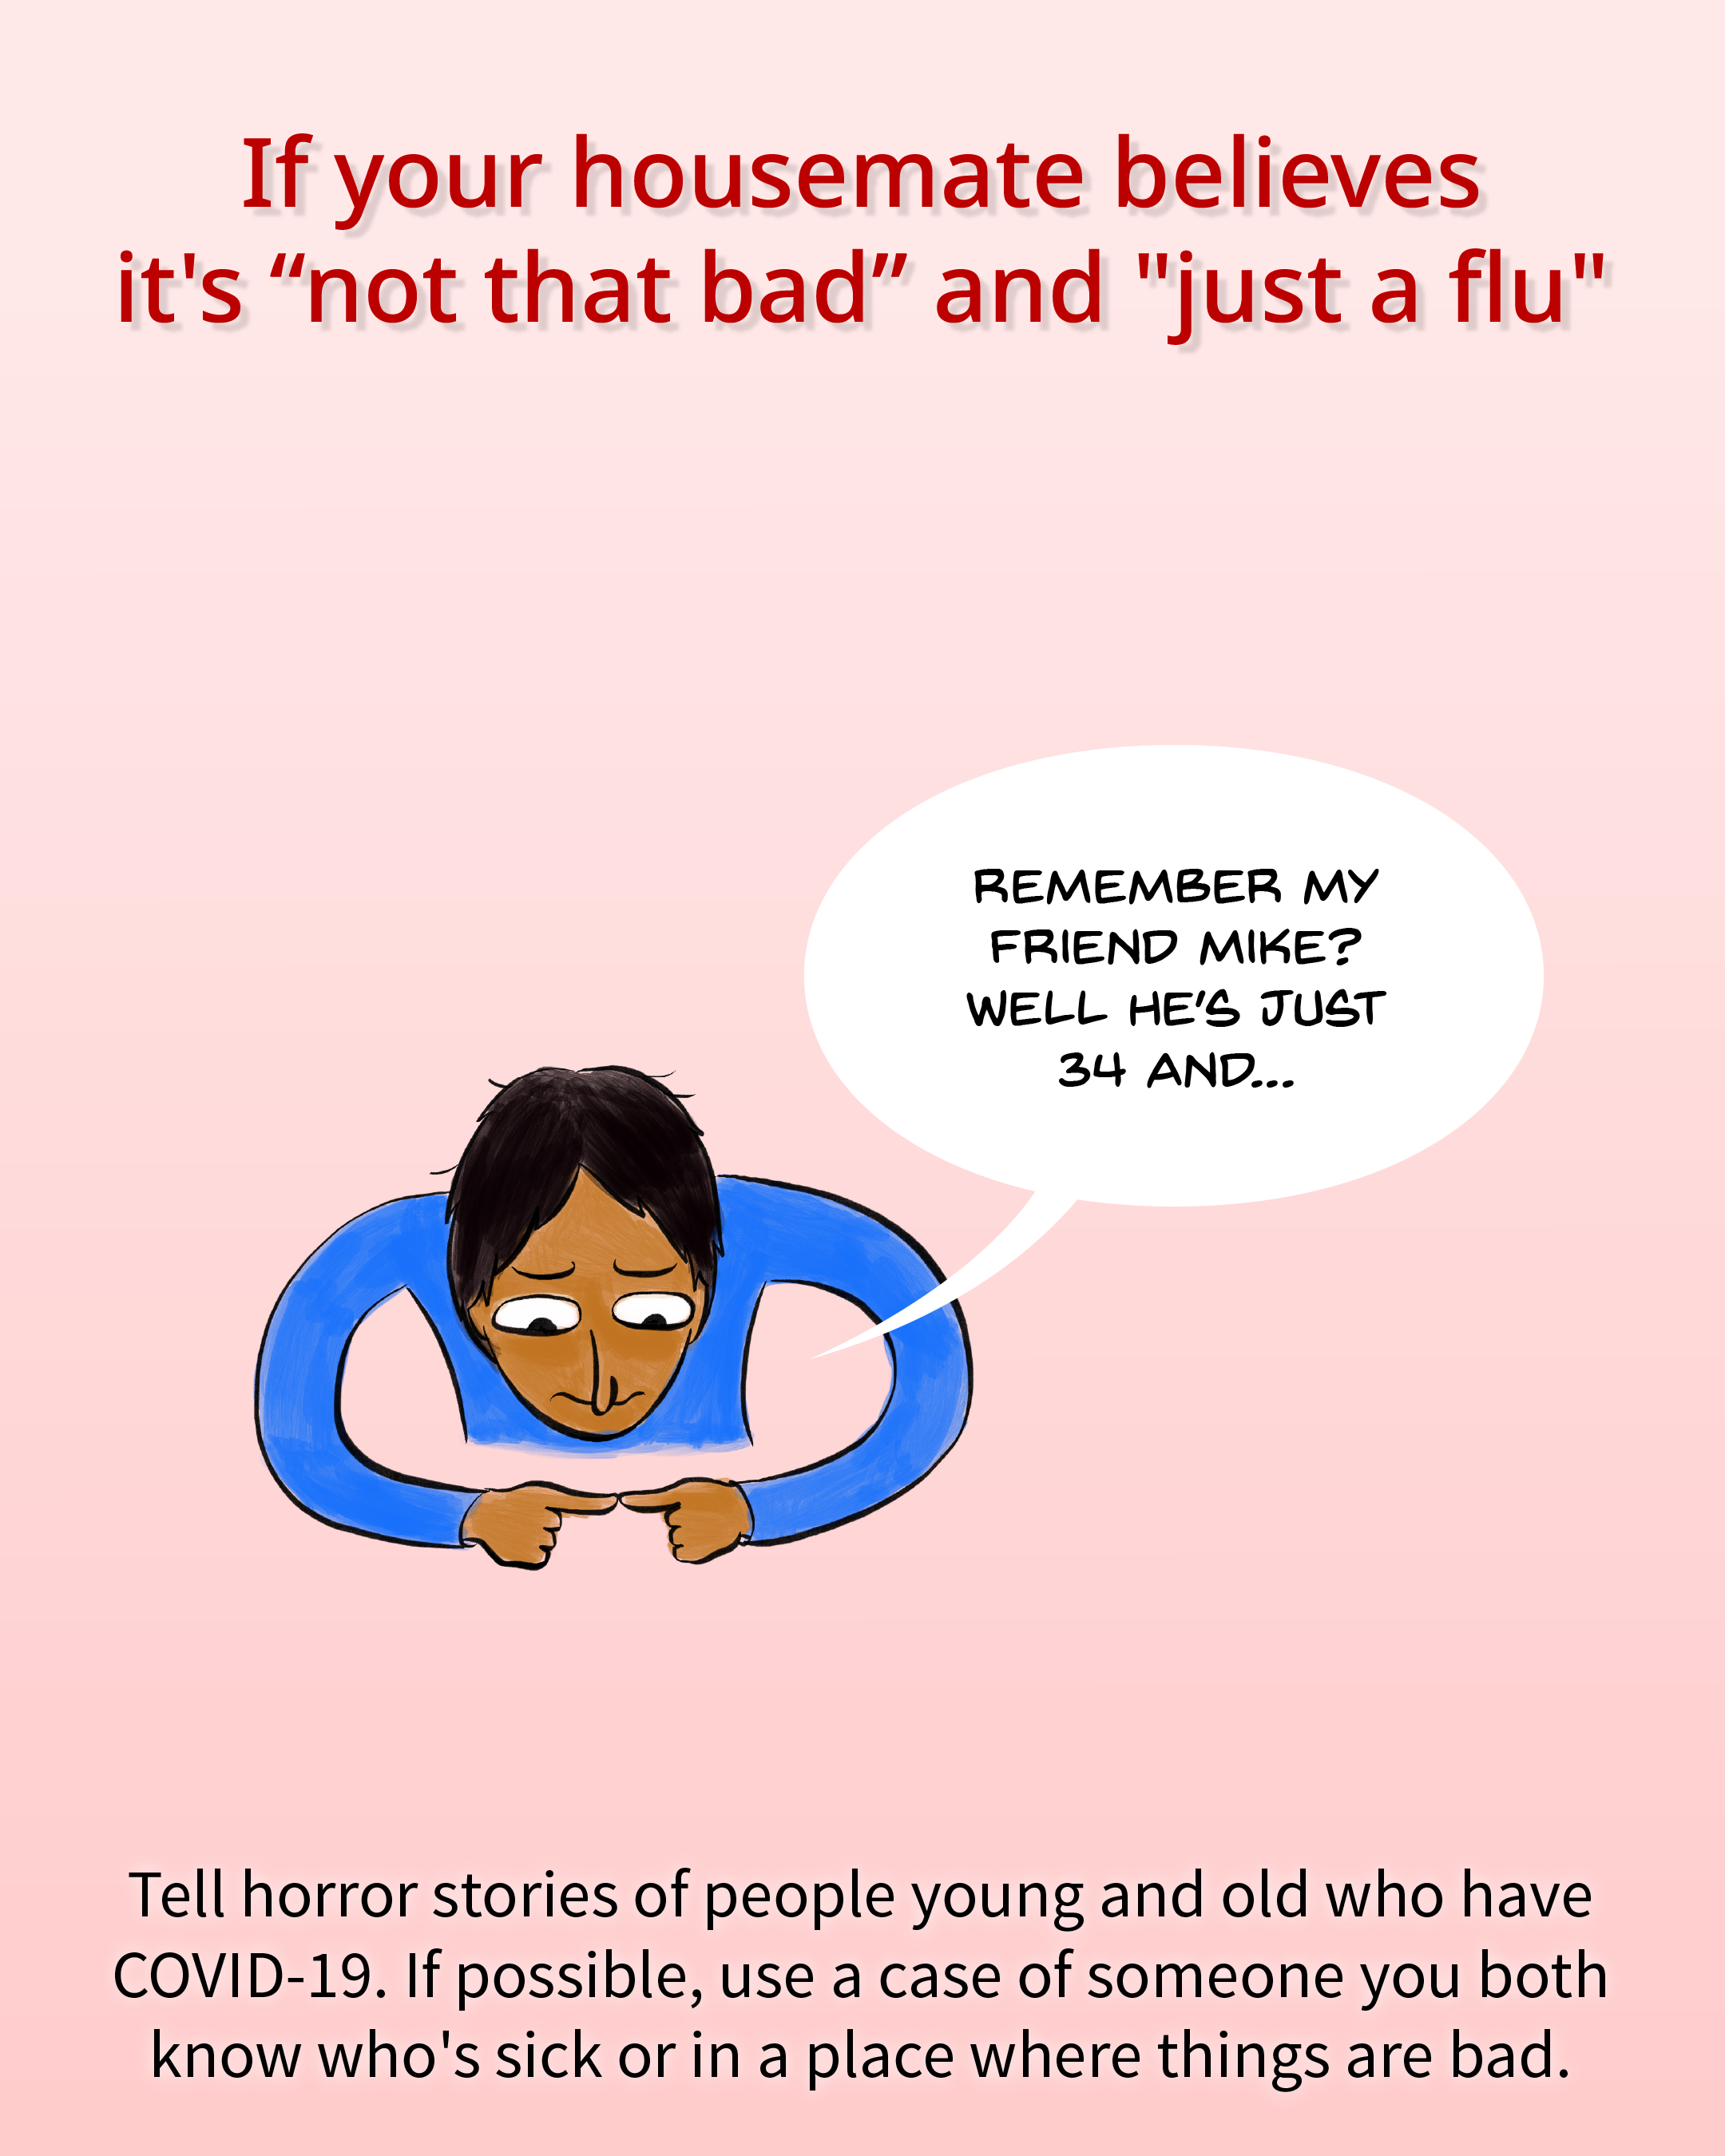 If your housemate believes
it's “not that bad” and "just a flu"
REMEMBER MY
FRIEND MIKE?
WELL HE'S JUST
34 AND...
Tell horror stories of people young and old who have
COVID-19. If possible, use a case of someone you both
know who's sick or in a place where things are bad.